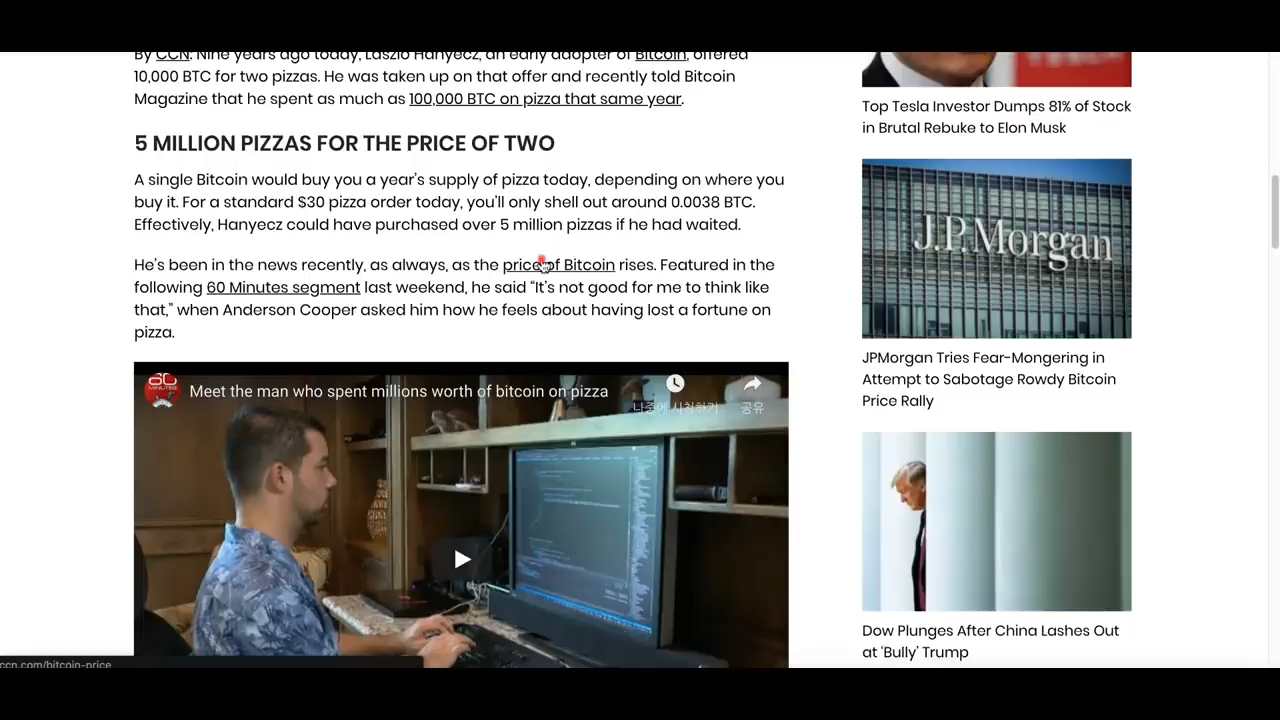 By CCN: Nine years ago today, Laszlo Hanyecz, an early adopter of Bitcoin, offered
10,000 BTC for two pizzas. He was taken up on that offer and recently told Bitcoin
Magazine that he spent as much as 100,000 BTC on pizza that same year.
5 MILLION PIZZAS FOR THE PRICE OF TWO
A single Bitcoin would buy you a year's supply of pizza today, depending on where you
buy it. For a standard $30 pizza order today, you'll only shell out around 0.0038 BTC.
Effectively, Hanyecz could have purchased over 5 million pizzas if he had waited.
He's been in the news recently, as always, as the price of Bitcoin rises. Featured in the
following 60 Minutes segment last weekend, he said “It's not good for me to think like
that,” when Anderson Cooper asked him how he feels about having lost a fortune on
pizza.
60 MINUTES
Meet the man who spent millions worth of bitcoin on pizza
나중에 시청하기
공유
ccn.com/bitcoin-price
Top Tesla Investor Dumps 81% of Stock
in Brutal Rebuke to Elon Musk
J.P.Morgan
JPMorgan Tries Fear-Mongering in
Attempt to Sabotage Rowdy Bitcoin
Price Rally
Dow Plunges After China Lashes Out
at ‘Bully’ Trump